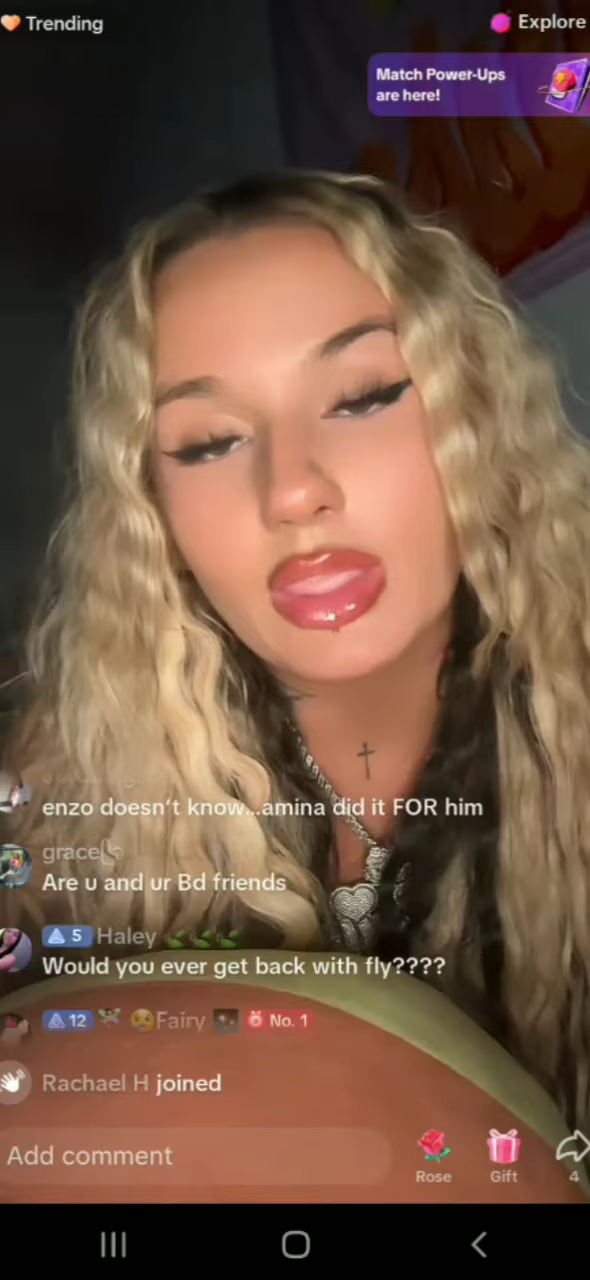 Trending
Explore
Match Power-Ups
are here!
enzo doesn't know...amina did it FOR him
grace
Are u and ur Bd friends
5 Haley
Would you ever get back with fly????
12 Fairy No. 1
Rachael H joined
Add comment
Rose
Gift
4